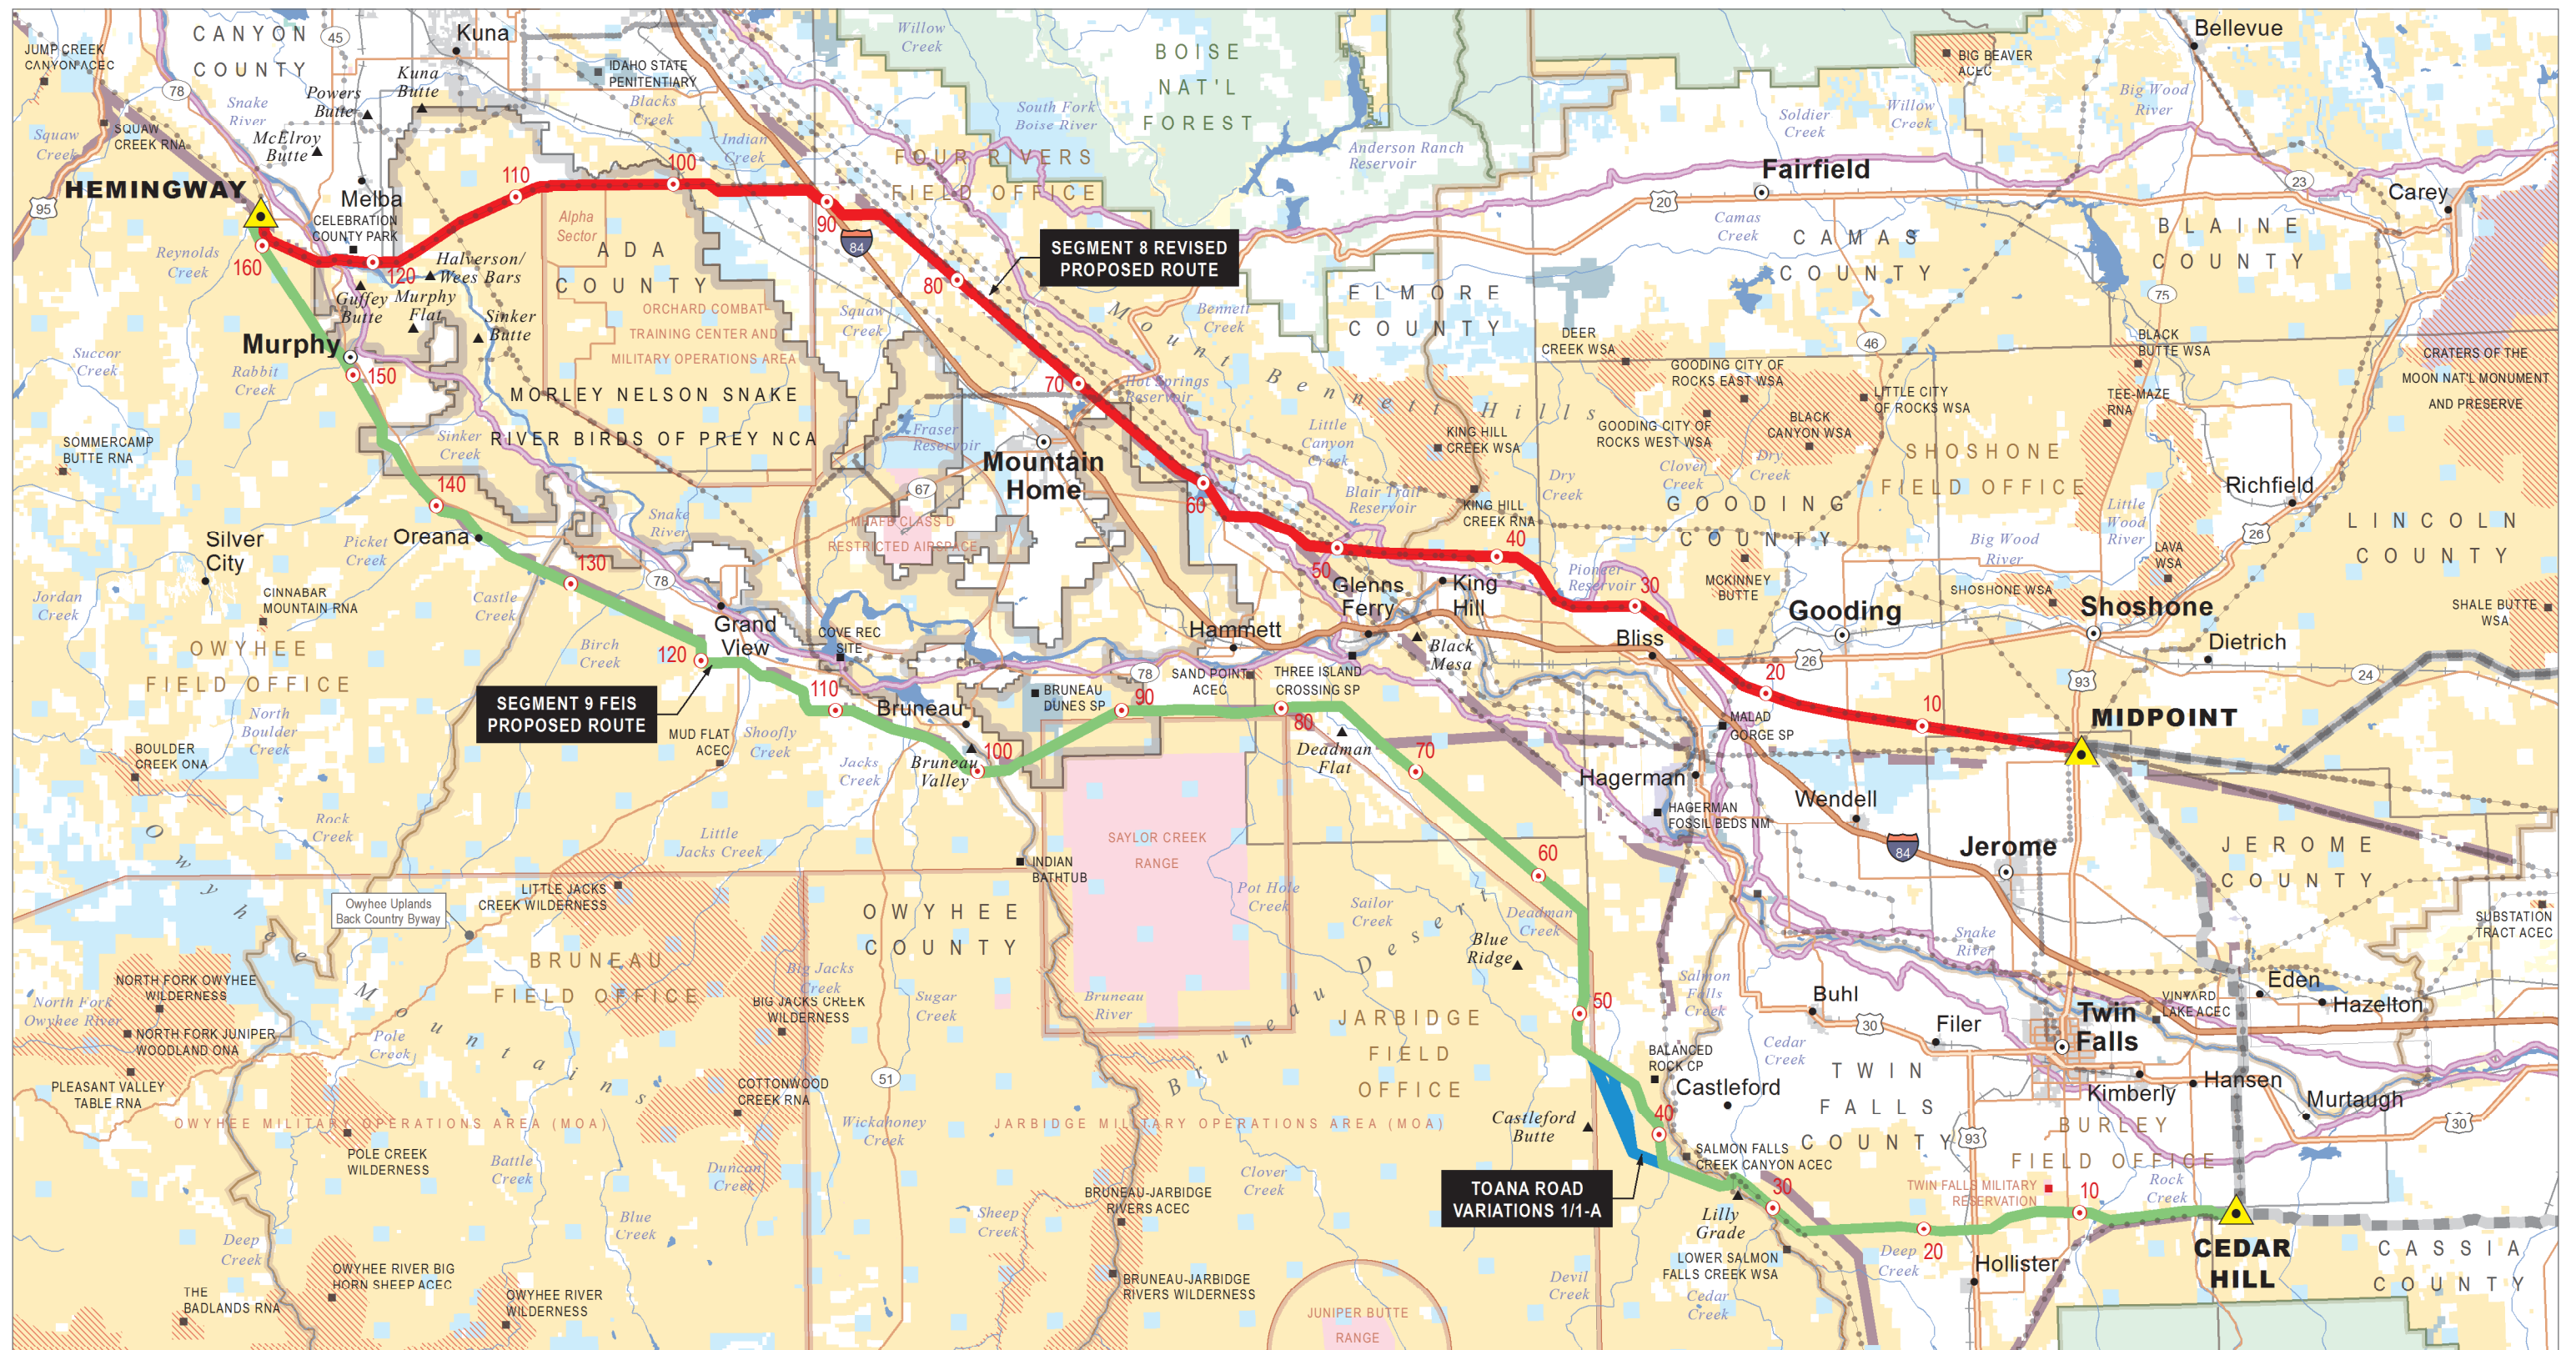 CANYON
COUNTY
45
Kuna
JUMP CREEK
CANYON ACEC
78
Kuna
Butte
Powers
Butte
Snake
River
McElroy
Butte
Squaw
Creek
SQUAW
CREEK RNA
IDAHO STATE
PENITENTIARY
Blacks
Creek
Indian
Creek
Willow
Creek
South Fork
Boise River
BOISE
NAT'L
FOREST
FOUR RIVERS
FIELD OFFICE
Anderson Ranch
Reservoir
BIG BEAVER
ACEC
Bellevue
Big Wood
River
Soldier
Creek
Willow
Creek
Fairfield
20
23
Carey
HEMINGWAY
95
Melba
CELEBRATION
COUNTY PARK
Reynolds
Creek
160
110
100
90
84
120
Halverson/
Wees Bars
Guffey
Butte
Murphy
Flat
Sinker
Butte
Alpha
Sector
ADA
COUNTY
ORCHARD COMBAT
TRAINING CENTER AND
MILITARY OPERATIONS AREA
80
SEGMENT 8 REVISED
PROPOSED ROUTE
Squaw
Creek
Mount Bennett Hills
Bennett
Creek
ELMORE
COUNTY
Camas
Creek
CAMAS
COUNTY
BLAINE
COUNTY
75
46
Murphy
150
Succor
Creek
Rabbit
Creek
MORLEY NELSON SNAKE
RIVER BIRDS OF PREY NCA
70
Hot Springs
Reservoir
Fraser
Reservoir
Mountain
Home
Little
Canyon
Creek
DEER
CREEK WSA
GOODING CITY OF
ROCKS EAST WSA
GOODING CITY OF
ROCKS WEST WSA
LITTLE CITY
OF ROCKS WSA
BLACK
CANYON WSA
BLACK
BUTTE WSA
TEE-MAZE
RNA
CRATERS OF THE
MOON NAT'L MONUMENT
AND PRESERVE
KING HILL
CREEK WSA
SOMMERCAMP
BUTTE RNA
Sinker
Creek
140
Snake
River
67
MHAFB CLASS D
RESTRICTED AIRSPACE
60
Blair Trail
Reservoir
KING HILL
CREEK RNA
Dry
Creek
Clover
Creek
Dry
Creek
GOODING
COUNTY
SHOSHONE
FIELD OFFICE
Richfield
Little
Wood
River
LINCOLN
COUNTY
26
Silver
City
Picket
Creek
Oreana
130
78
50
40
Pioneer
Reservoir
30
MCKINNEY
BUTTE
Big Wood
River
LAVA
WSA
SHOSHONE WSA
SHALE BUTTE
WSA
CINNABAR
MOUNTAIN RNA
Jordan
Creek
Castle
Creek
Grand
View
COVE REC
SITE
Glenns
Ferry
King
Hill
Hammett
Black
Mesa
Bliss
Gooding
26
Shoshone
Dietrich
24
93
OWYHEE
FIELD OFFICE
Birch
Creek
120
SEGMENT 9 FEIS
PROPOSED ROUTE
North
Boulder
Creek
110
Bruneau
BRUNEAU
DUNES SP
78
90
SAND POINT
ACEC
THREE ISLAND
CROSSING SP
80
20
10
MIDPOINT
MALAD
GORGE SP
MUD FLAT
ACEC
Shoofly
Creek
Jacks
Creek
Bruneau
Valley
100
Deadman
Flat
70
BOULDER
CREEK ONA
Hagerman
HAGERMAN
FOSSIL BEDS NM
Wendell
84
Jerome
JEROME
COUNTY
Rock
Creek
Little
Jacks Creek
SAYLOR CREEK
RANGE
INDIAN
BATHTUB
Pot Hole
Creek
60
Owyhee Mountains
Owyhee Uplands
Back Country Byway
LITTLE JACKS
CREEK WILDERNESS
OWYHEE
COUNTY
Sailor
Creek
Deadman
Creek
Blue
Ridge
Bruneau Desert
SUBSTATION
TRACT ACEC
Snake
River
NORTH FORK OWYHEE
WILDERNESS
North Fork
Owyhee River
NORTH FORK JUNIPER
WOODLAND ONA
BRUNEAU
FIELD OFFICE
Big Jacks
Creek
BIG JACKS CREEK
WILDERNESS
Sugar
Creek
Bruneau
River
JARBIDGE
FIELD
OFFICE
50
Salmon
Falls
Creek
Buhl
30
Filer
Twin
Falls
VINYARD
LAKE ACEC
Eden
Hazelton
Pole
Creek
PLEASANT VALLEY
TABLE RNA
51
COTTONWOOD
CREEK RNA
BALANCED
ROCK CP
Cedar
Creek
Castleford
TWIN
FALLS
COUNTY
Kimberly
Hansen
Murtaugh
30
OWYHEE MILITARY OPERATIONS AREA (MOA)
Wickahoney
Creek
JARBIDGE MILITARY OPERATIONS AREA (MOA)
Castleford
Butte
40
93
BURLEY
FIELD OFFICE
POLE CREEK
WILDERNESS
Battle
Creek
Duncan
Creek
Clover
Creek
SALMON FALLS
CREEK CANYON ACEC
TOANA ROAD
VARIATIONS 1/1-A
30
TWIN FALLS MILITARY
RESERVATION
10
Rock
Creek
BRUNEAU-JARBIDGE
RIVERS ACEC
Sheep
Creek
Blue
Creek
Deep
Creek
Lilly
Grade
LOWER SALMON
FALLS CREEK WSA
Deep
Creek
20
Hollister
CEDAR
HILL
CASSIA
COUNTY
OWYHEE RIVER BIG
HORN SHEEP ACEC
THE
BADLANDS RNA
OWYHEE RIVER
WILDERNESS
BRUNEAU-JARBIDGE
RIVERS WILDERNESS
JUNIPER BUTTE
RANGE
Devil
Creek
Cedar
Creek